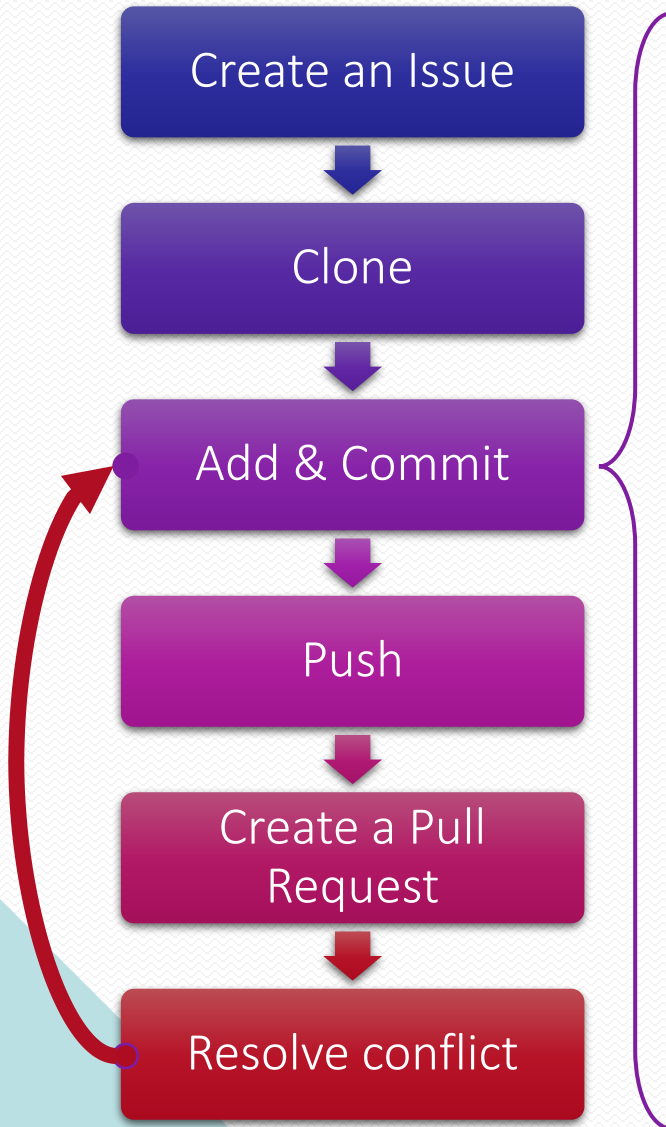 Create an Issue
Clone
Add & Commit
Push
Create a Pull
Request
Resolve conflict